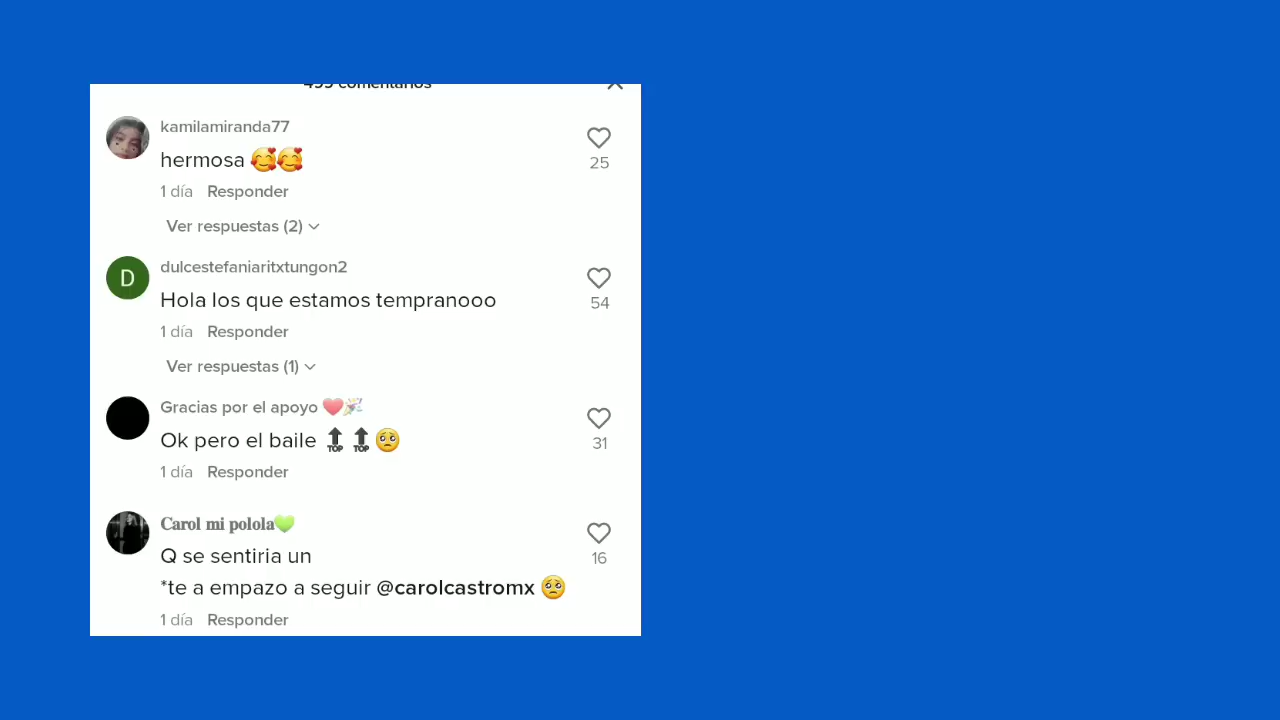 499 comentarios
kamilamiranda77
hermosa 🥰🥰
25
1 día Responder
Ver respuestas (2)
D
dulcestefaniaritxtungon2
Hola los que estamos tempranooo
54
1 día Responder
Ver respuestas (1)
Gracias por el apoyo ❤️🎉
Ok pero el baile 🔝🔝🥺
31
1 día Responder
𝐂𝐚𝐫𝐨𝐥 𝐦𝐢 𝐩𝐨𝐥𝐨𝐥𝐚💚
Q se sentiria un
16
*te a empazo a seguir @carolcastromx 🥺
1 día Responder